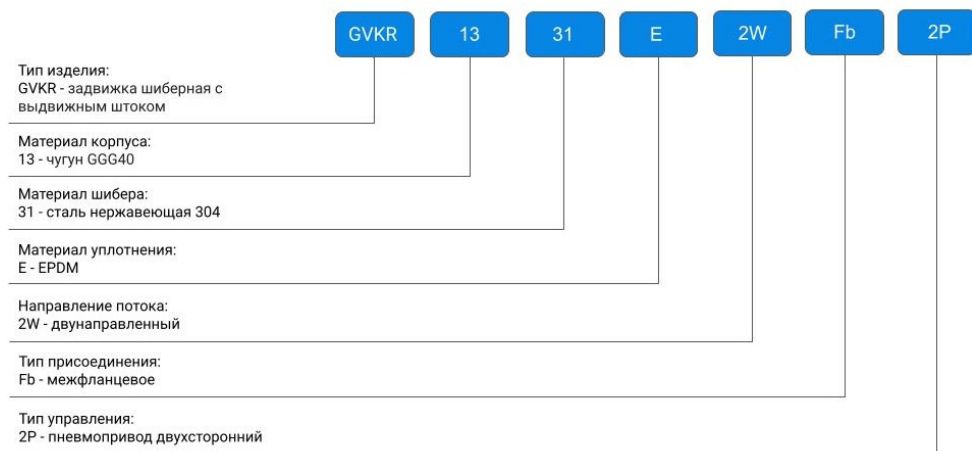 GVKR 13 31 E 2W Fb 2P
Тип изделия:
GVKR - задвижка шиберная с
выдвижным штоком
Материал корпуса:
13 - чугун GGG40
Материал шибера:
31 - сталь нержавеющая 304
Материал уплотнения:
E - EPDM
Направление потока:
2W - двунаправленный
Тип присоединения:
Fb - межфланцевое
Тип управления:
2P - пневмопривод двухсторонний